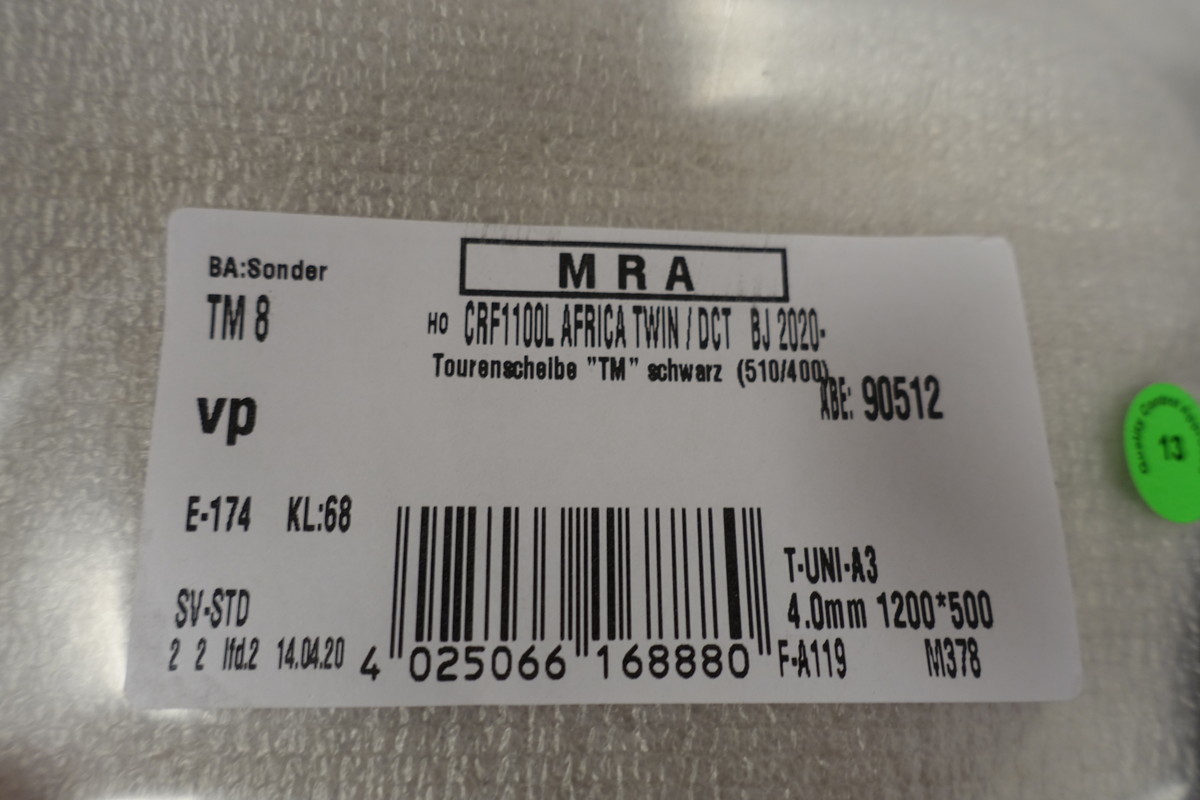 BA:Sonder
MRA
TM 8
HO CRF1100L AFRICA TWIN / DCT BJ 2020-
Tourenscheibe "TM" schwarz (510/400)
ABE: 90512
vp
E-174 KL:68
T-UNI-A3
SV-STD
4.0mm 1200*500
2 2 lfd.2 14.04.20
4 025066 168880
F-A119 M378
Quality Control
13